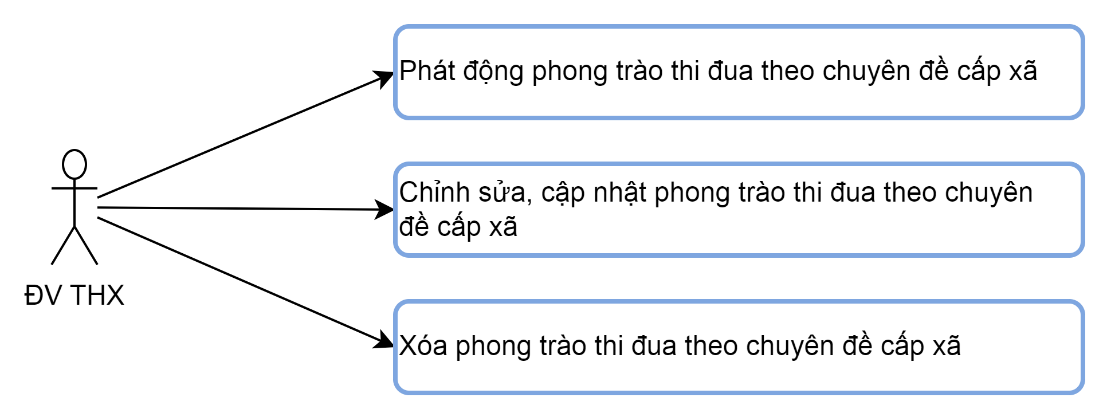 Phát động phong trào thi đua theo chuyên đề cấp xã
Chỉnh sửa, cập nhật phong trào thi đua theo chuyên
đề cấp xã
ĐV THX
Xóa phong trào thi đua theo chuyên đề cấp xã